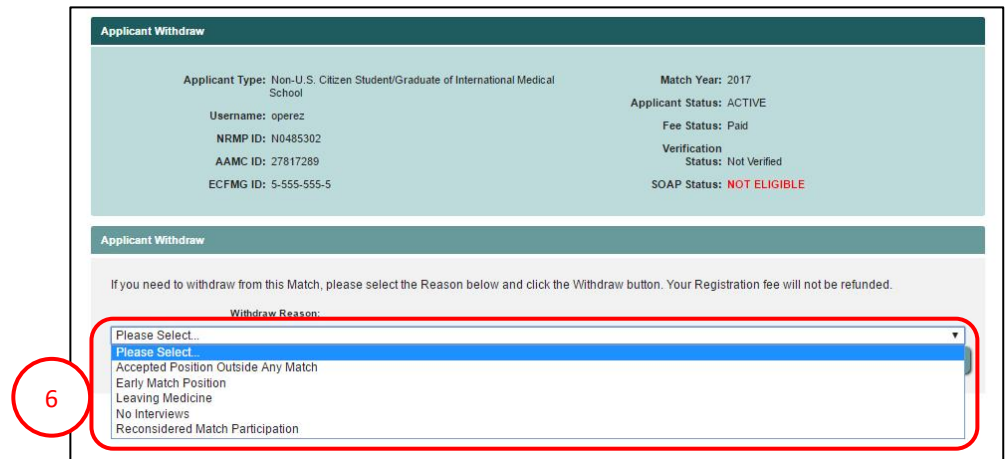 Applicant Withdraw
Applicant Type: Non-U.S. Citizen Student/Graduate of International Medical
School
Username: operez
NRMP ID: N0485302
AAMC ID: 27817289
ECFMG ID: 5-555-555-5
Match Year: 2017
Applicant Status: ACTIVE
Fee Status: Paid
Verification
Status: Not Verified
SOAP Status: NOT ELIGIBLE
Applicant Withdraw
If you need to withdraw from this Match, please select the Reason below and click the Withdraw button. Your Registration fee will not be refunded.
Withdraw Reason:
Please Select...
Please Select...
Accepted Position Outside Any Match
Early Match Position
Leaving Medicine
No Interviews
Reconsidered Match Participation
6